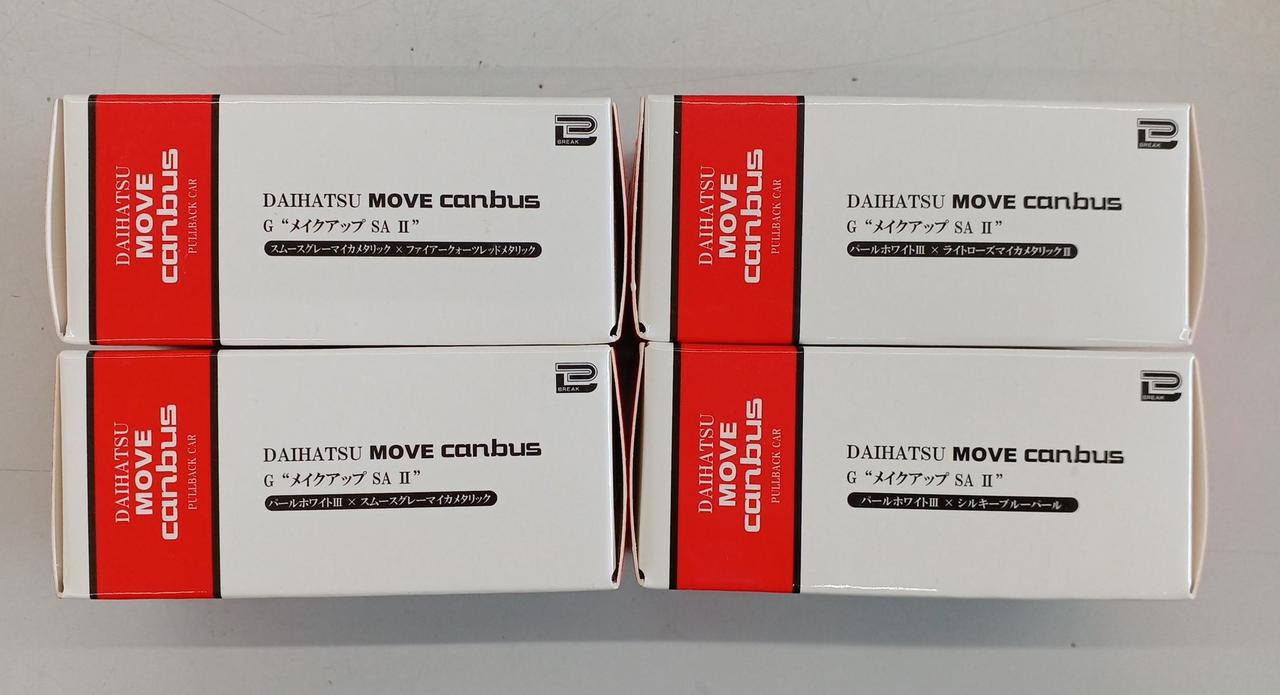 DAIHATSU
MOVE
canbus
PULLBACK CAR
BREAK
DAIHATSU MOVE canbus
G “メイクアップ SA Ⅱ”
スムースグレーマイカメタリック × ファイアークォーツレッドメタリック
DAIHATSU
MOVE
canbus
PULLBACK CAR
BREAK
DAIHATSU MOVE canbus
G “メイクアップ SA Ⅱ”
パールホワイトⅢ × ライトローズマイカメタリックⅡ
DAIHATSU
MOVE
canbus
PULLBACK CAR
BREAK
DAIHATSU MOVE canbus
G “メイクアップ SA Ⅱ”
パールホワイトⅢ × スムースグレーマイカメタリック
DAIHATSU
MOVE
canbus
PULLBACK CAR
BREAK
DAIHATSU MOVE canbus
G “メイクアップ SA Ⅱ”
パールホワイトⅢ × シルキーブルーパール